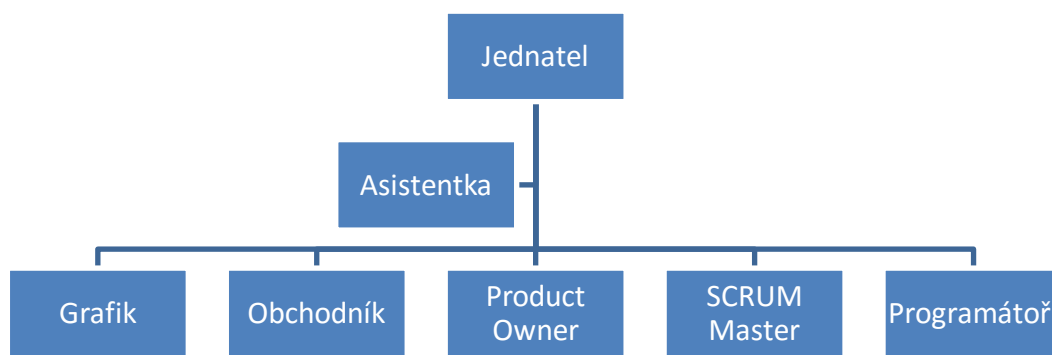 Jednatel
Asistentka
Grafik
Obchodník
Product
Owner
SCRUM
Master
Programátoř